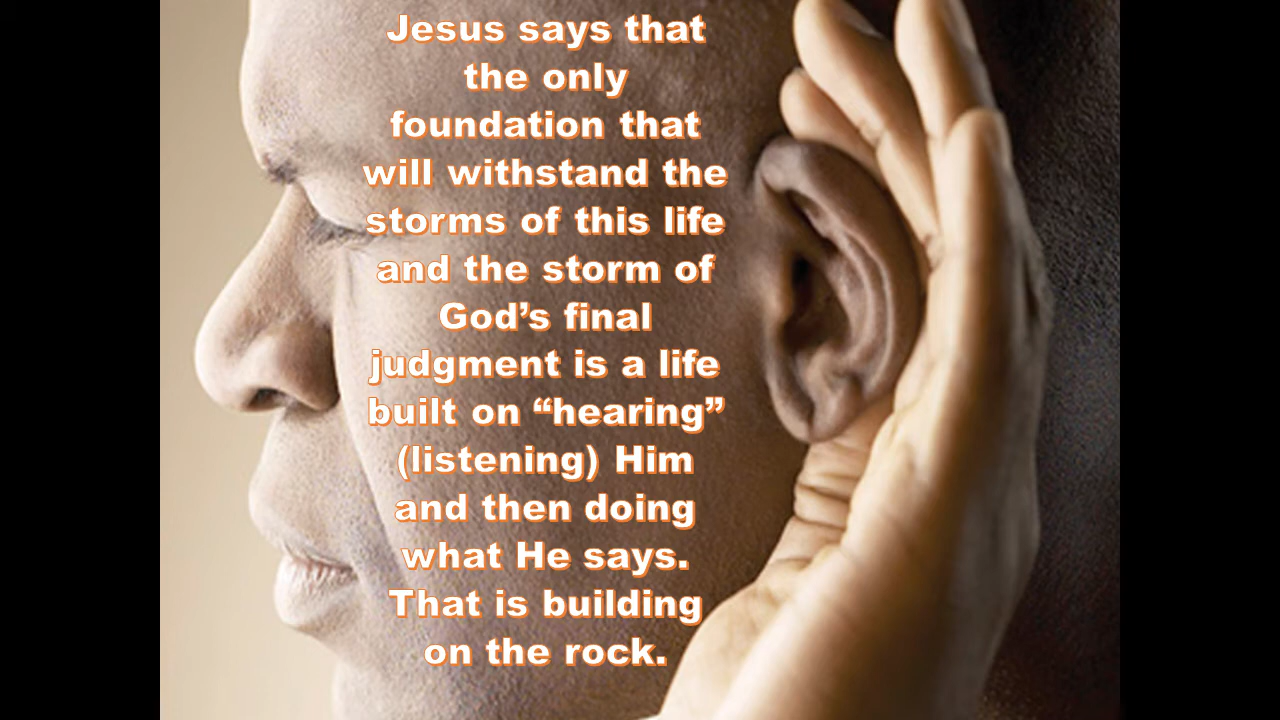 Jesus says that
the only
foundation that
will withstand the
storms of this life
and the storm of
God’s final
judgment is a life
built on “hearing”
(listening) Him
and then doing
what He says.
That is building
on the rock.